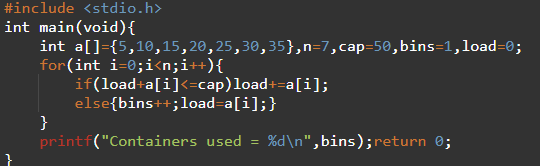 #include <stdio.h>
int main(void){
    int a[]={5,10,15,20,25,30,35},n=7,cap=50,bins=1,load=0;
    for(int i=0;i<n;i++){
        if(load+a[i]<=cap)load+=a[i];
        else{bins++;load=a[i];}
    }
    printf("Containers used = %d\n",bins);return 0;
}